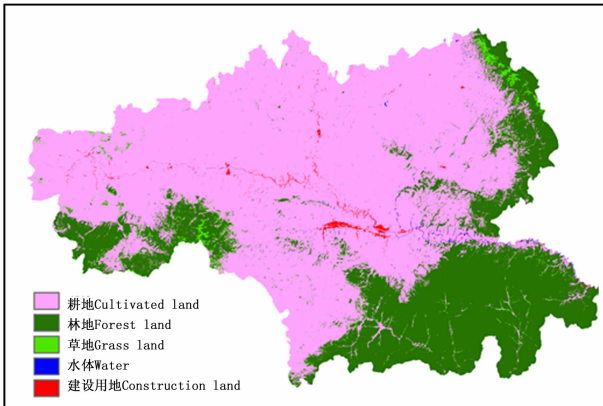 耕地Cultivated land
林地Forest land
草地Grass land
水体Water
建设用地Construction land